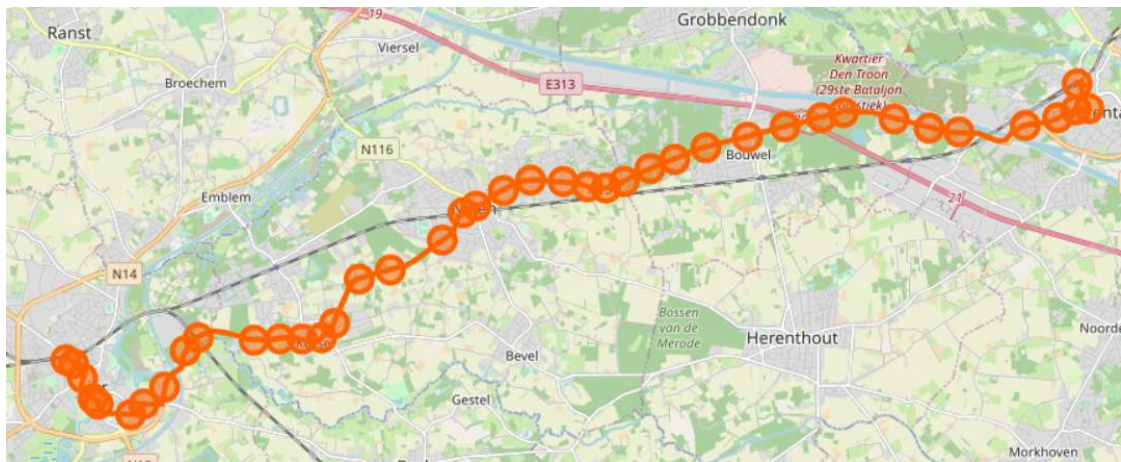 Ranst
19
Viersel
Grobbendonk
Broechem
E313
Kwartier
Den Troon
(29ste Bataljon
N116
Bouwel
Emblem
21
N14
Bossen
van de
Merode
Herenthout
Bevel
Gestel
Morkhoven